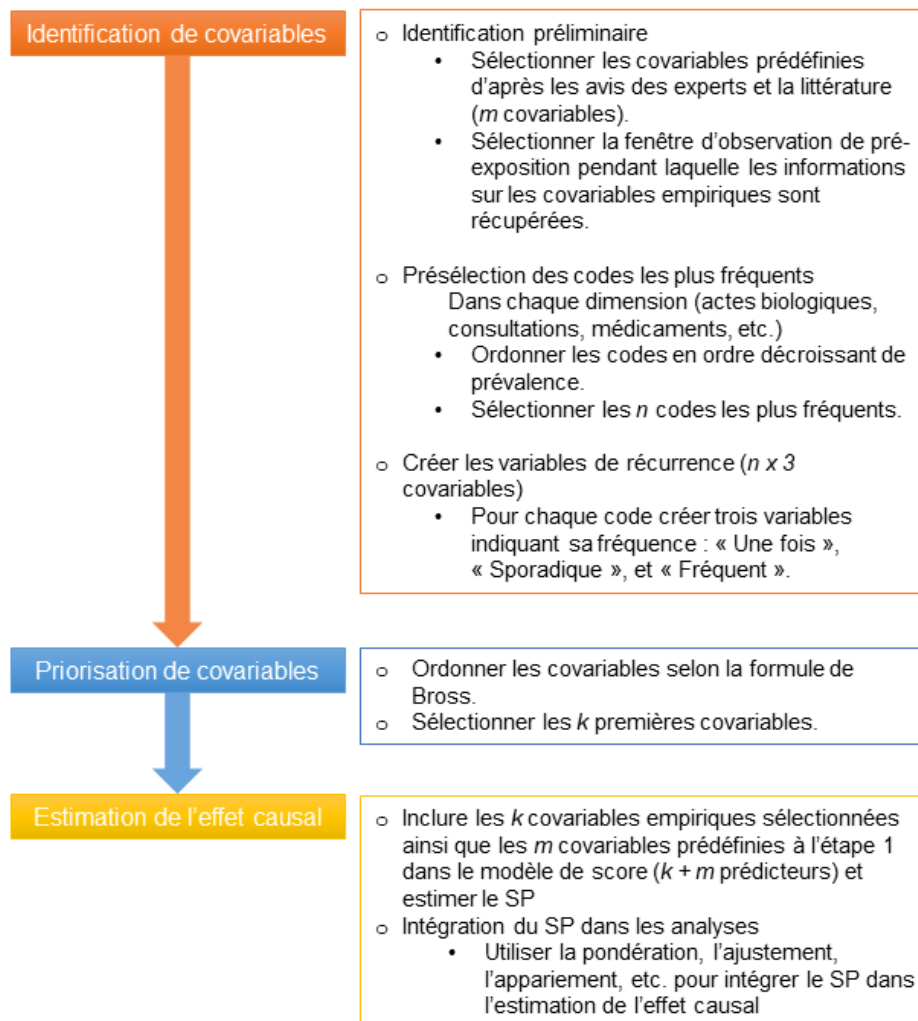 Identification de covariables
o Identification préliminaire
• Sélectionner les covariables prédéfinies
d'après les avis des experts et la littérature
(m covariables).
• Sélectionner la fenêtre d'observation de pré-
exposition pendant laquelle les informations
sur les covariables empiriques sont
récupérées.
o Présélection des codes les plus fréquents
Dans chaque dimension (actes biologiques,
consultations, médicaments, etc.)
• Ordonner les codes en ordre décroissant de
prévalence.
• Sélectionner les n codes les plus fréquents.
o Créer les variables de récurrence (n x 3
covariables)
• Pour chaque code créer trois variables
indiquant sa fréquence : « Une fois »,
« Sporadique », et « Fréquent ».
Priorisation de covariables
o Ordonner les covariables selon la formule de
Bross.
o Sélectionner les k premières covariables.
Estimation de l'effet causal
o Inclure les k covariables empiriques sélectionnées
ainsi que les m covariables prédéfinies à l'étape 1
dans le modèle de score (k + m prédicteurs) et
estimer le SP
o Intégration du SP dans les analyses
• Utiliser la pondération, l'ajustement,
l'appariement, etc. pour intégrer le SP dans
l'estimation de l'effet causal